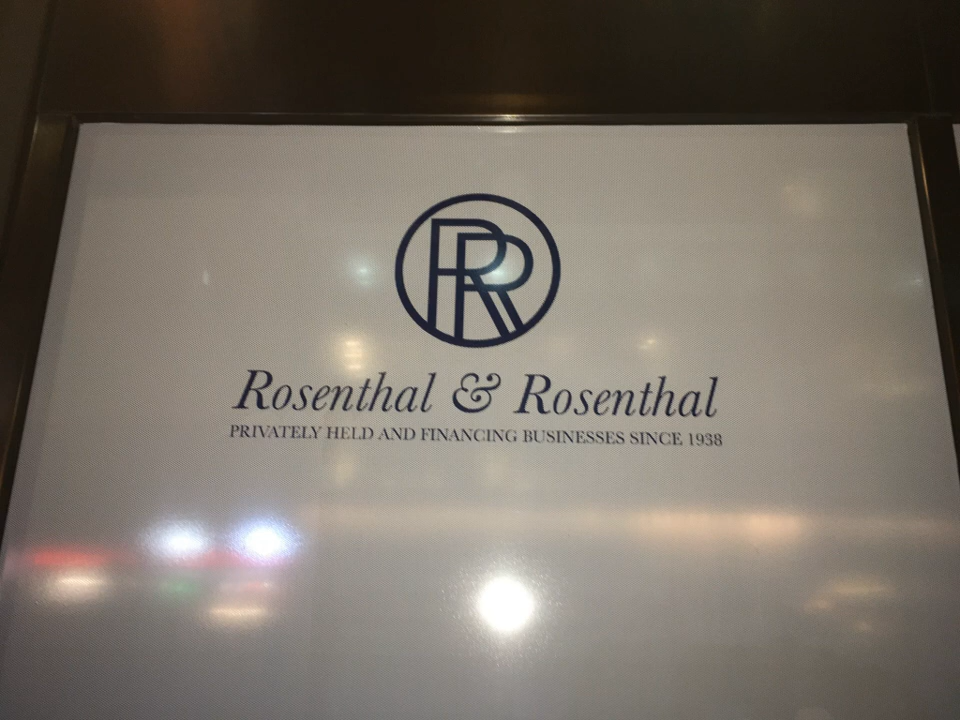 RR
Rosenthal & Rosenthal
PRIVATELY HELD AND FINANCING BUSINESSES SINCE 1938